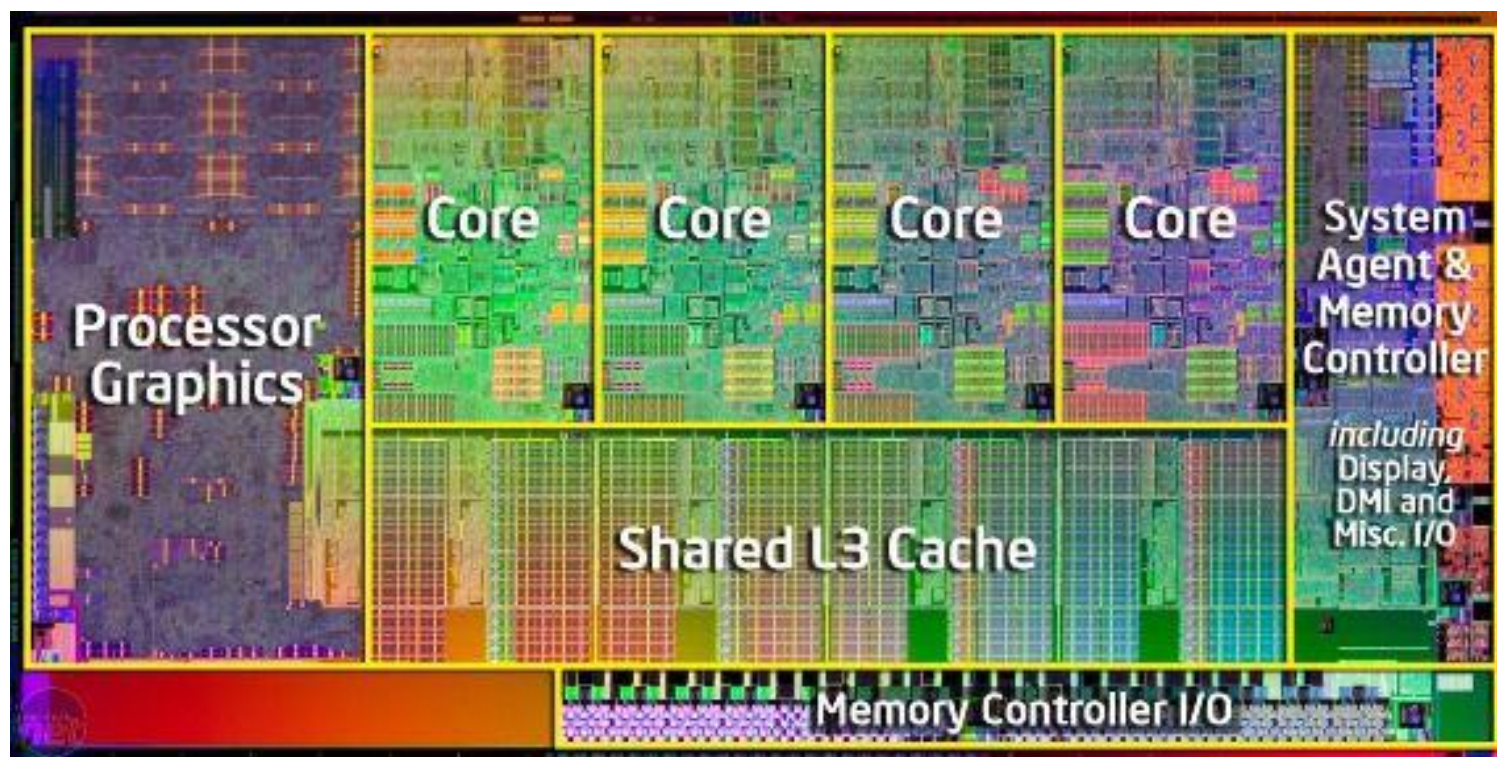 Processor
Graphics
Core
Core
Core
Core
System
Agent &
Memory
Controller
including
Display,
DMI and
Misc. I/O
Shared L3 Cache
Memory Controller I/O